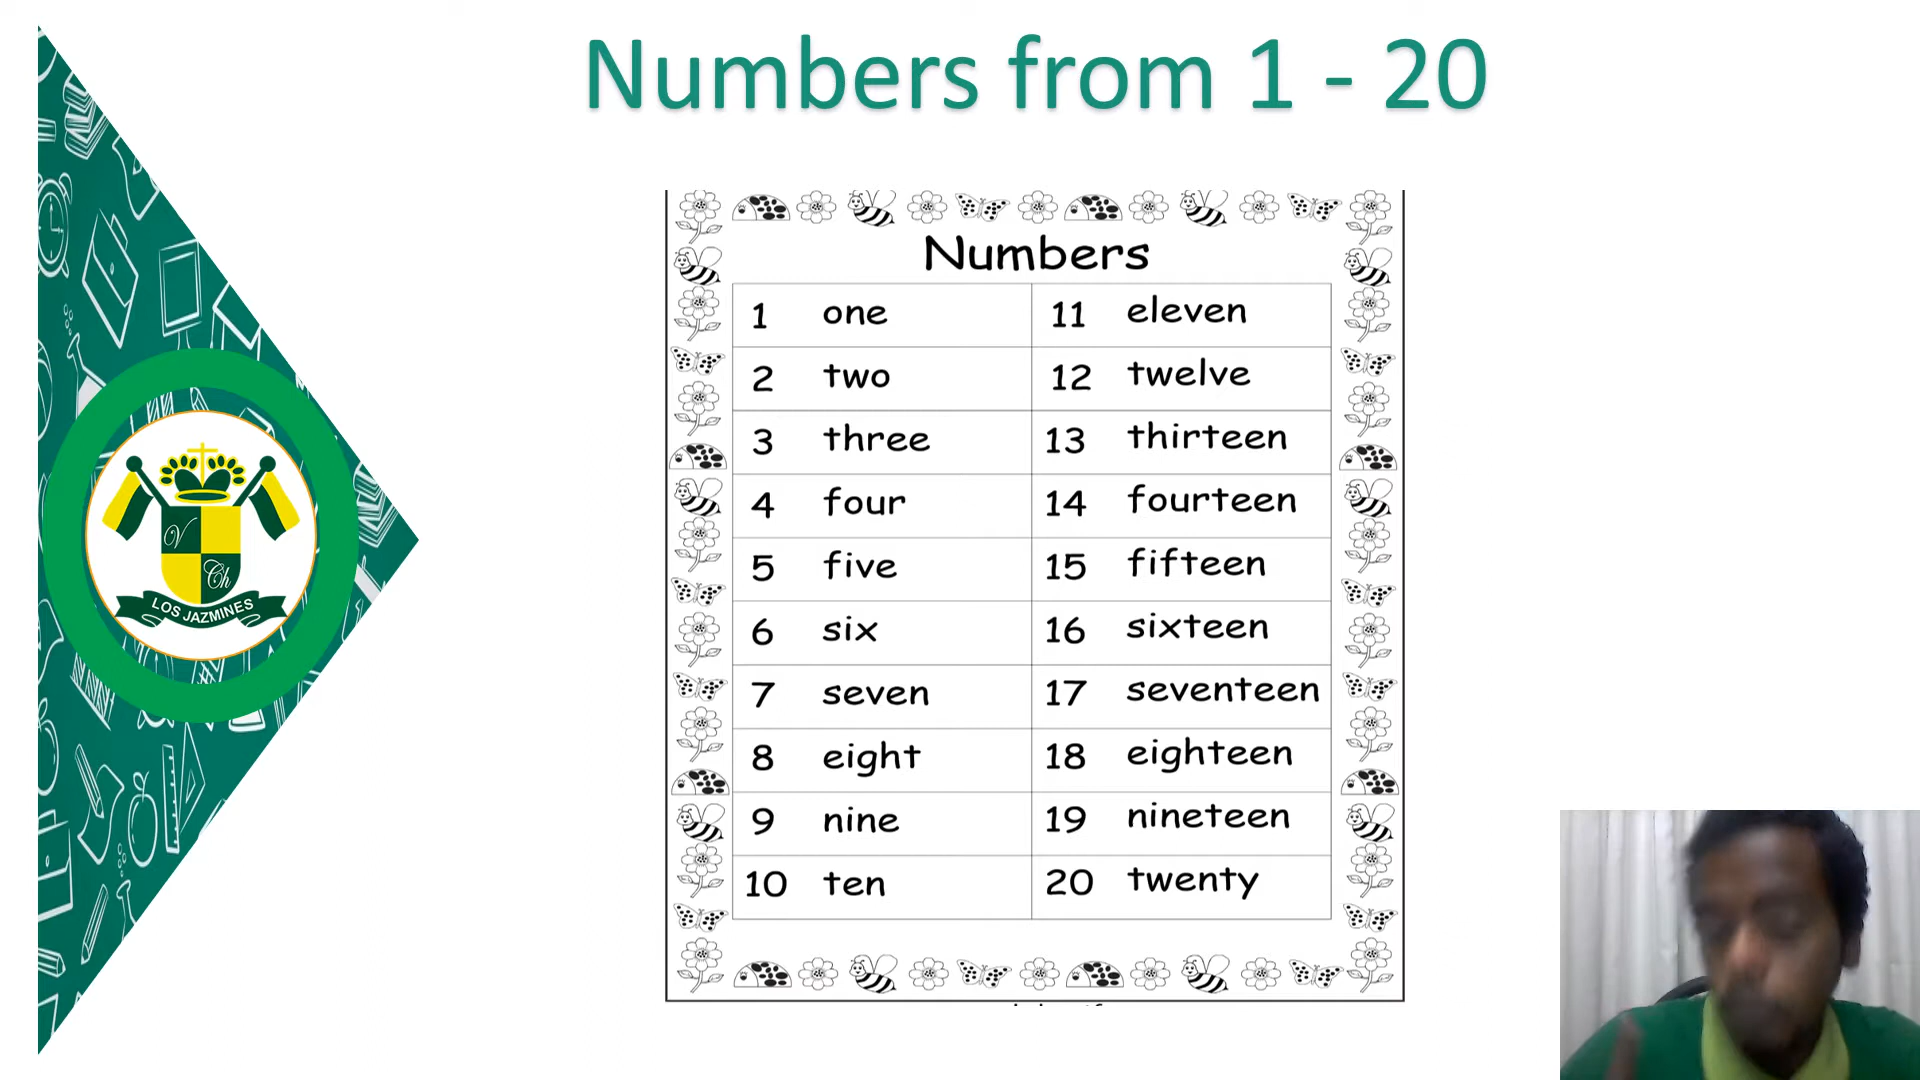 Numbers from 1 - 20
Numbers
1 one 11 eleven
2 two 12 twelve
3 three 13 thirteen
4 four 14 fourteen
5 five 15 fifteen
6 six 16 sixteen
7 seven 17 seventeen
8 eight 18 eighteen
9 nine 19 nineteen
10 ten 20 twenty
V
Ch
LOS JAZMINES